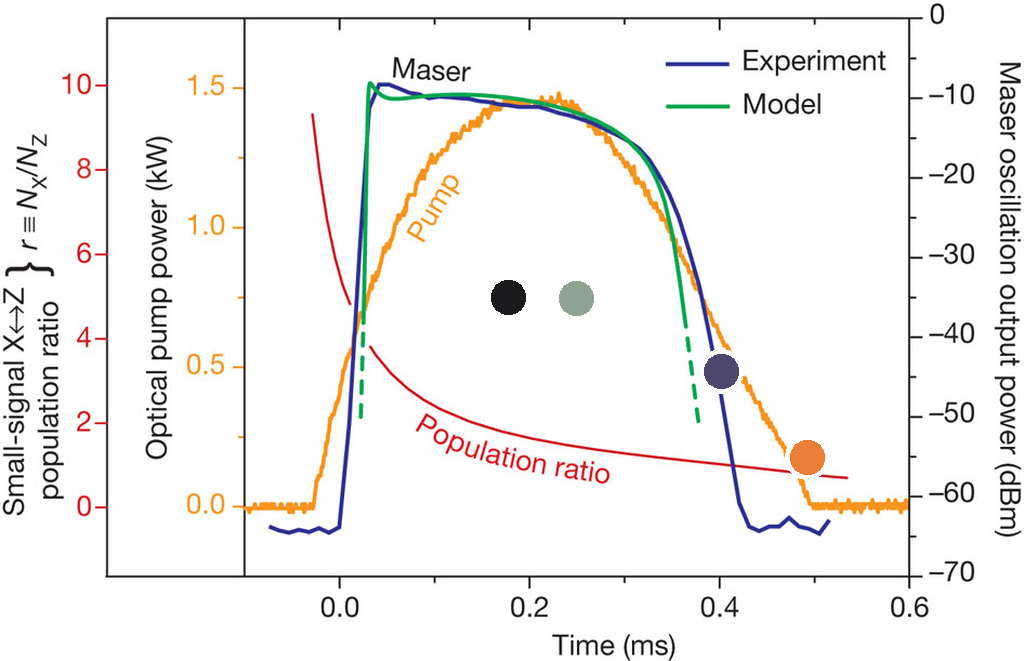 Small-signal X↔Z
population ratio
} r ≡ NX/NZ
10
8
6
4
2
0
Optical pump power (kW)
1.5
1.0
0.5
0.0
Maser
Pump
Population ratio
Experiment
Model
0
−10
−20
−30
−40
−50
−60
−70
Maser oscillation output power (dBm)
0.0 0.2 0.4 0.6
Time (ms)